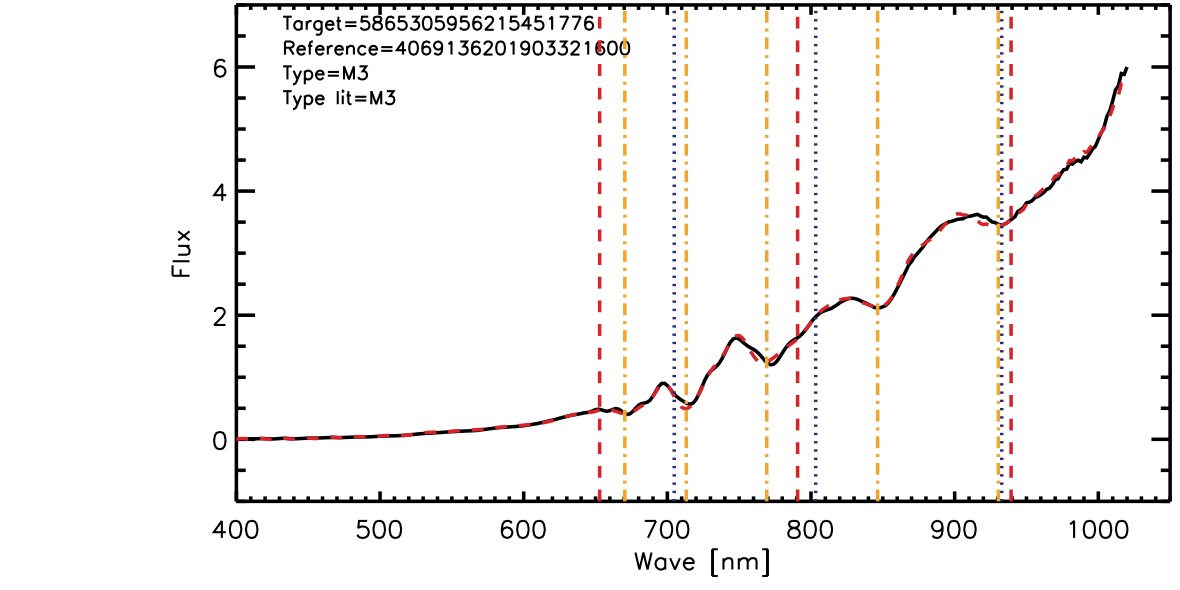 Target=5865305956215451776
Reference=4069136201903321600
Type=M3
Type lit=M3
6
4
2
0
Flux
400 500 600 700 800 900 1000
Wave [nm]